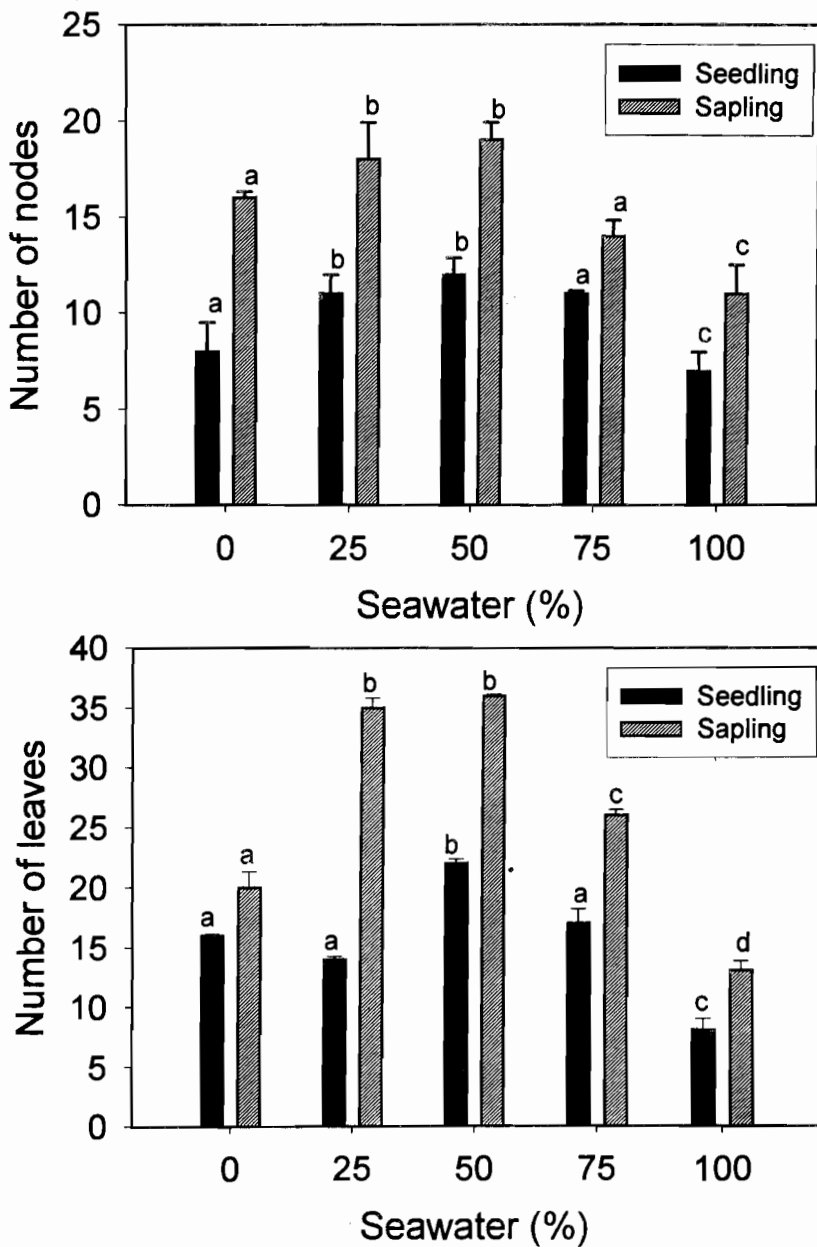 Number of nodes
25
20
15
10
5
0
Seedling
Sapling
a
a
b
b
b
b
a
a
c
c
0 25 50 75 100
Seawater (%)
Number of leaves
40
35
30
25
20
15
10
5
0
Seedling
Sapling
a
a
a
b
b
b
a
c
c
d
0 25 50 75 100
Seawater (%)